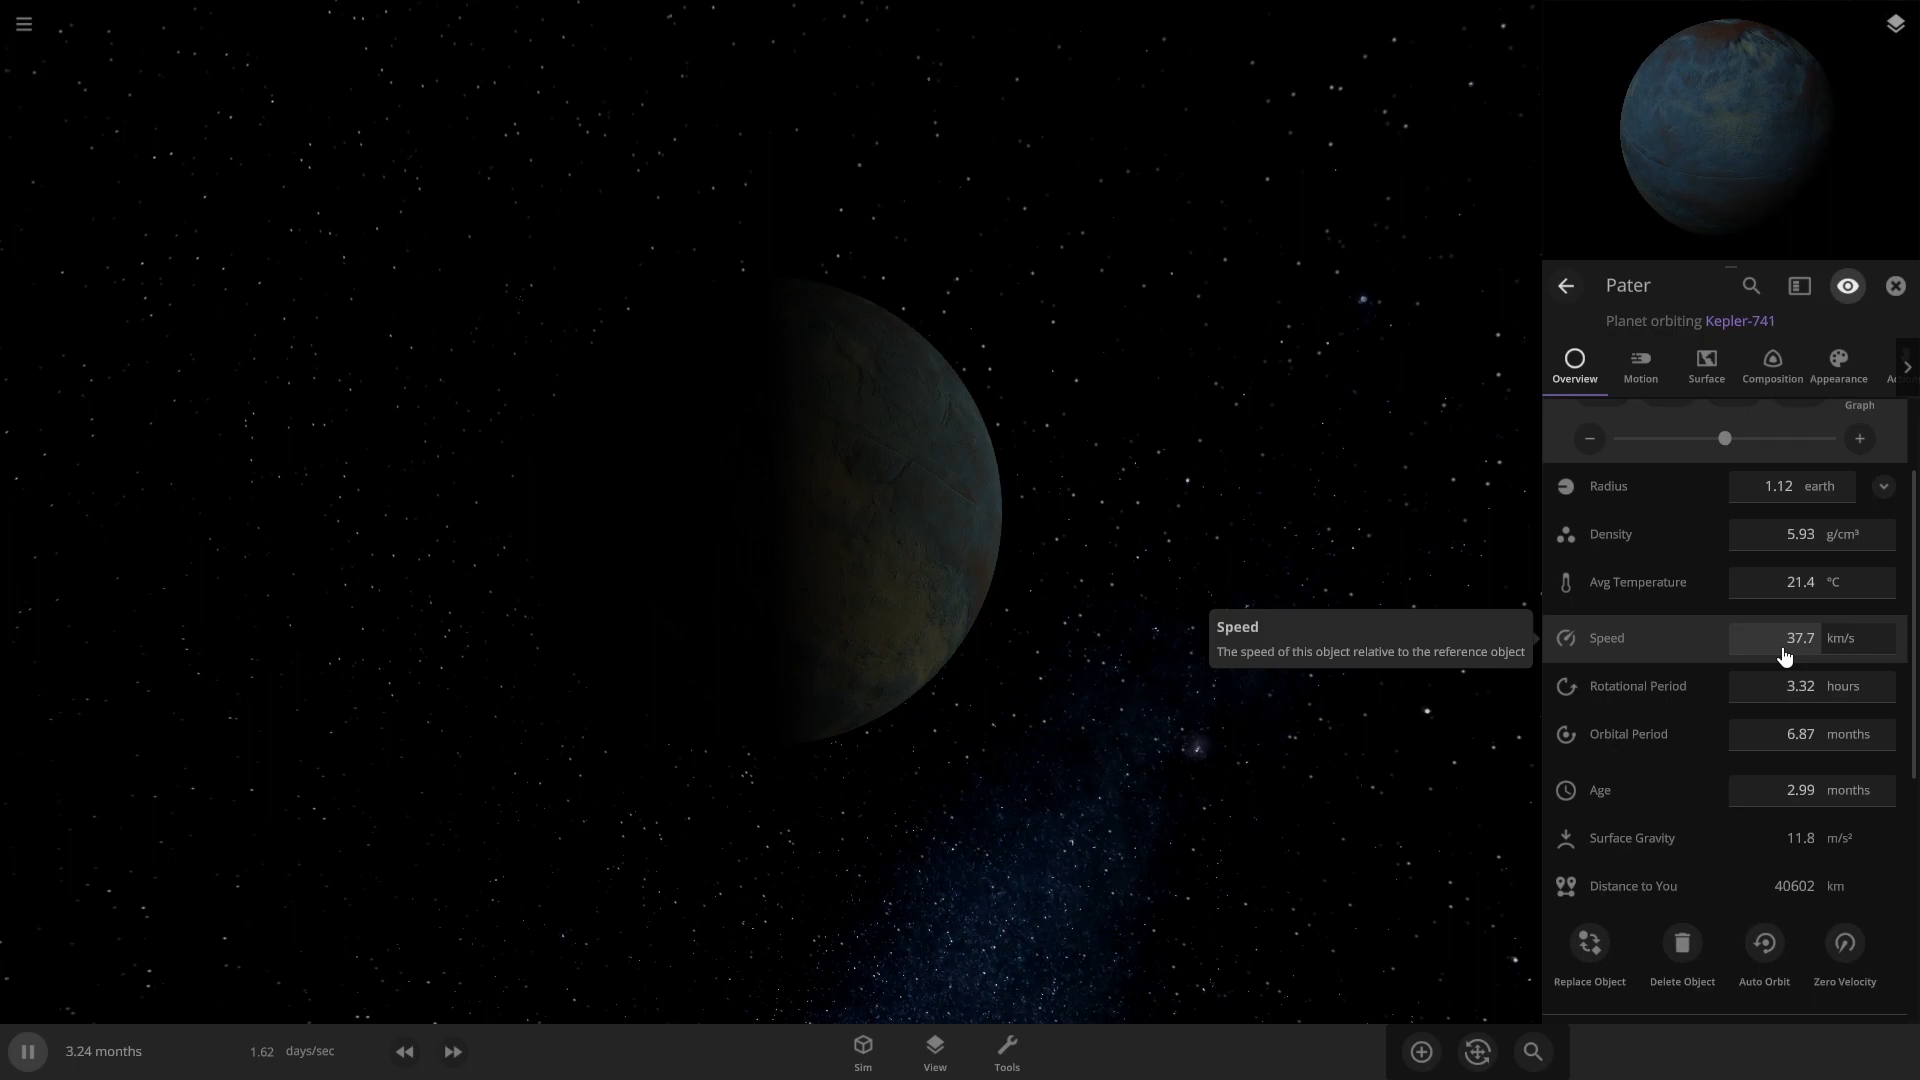 Pater
Planet orbiting Kepler-741
Overview
Motion
Surface
Composition
Appearance
Graph
Radius 1.12 earth
Density 5.93 g/cm³
Avg Temperature 21.4 °C
Speed
The speed of this object relative to the reference object
Speed 37.7 km/s
Rotational Period 3.32 hours
Orbital Period 6.87 months
Age 2.99 months
Surface Gravity 11.8 m/s²
Distance to You 40602 km
Replace Object
Delete Object
Auto Orbit
Zero Velocity
3.24 months
1.62 days/sec
Sim
View
Tools